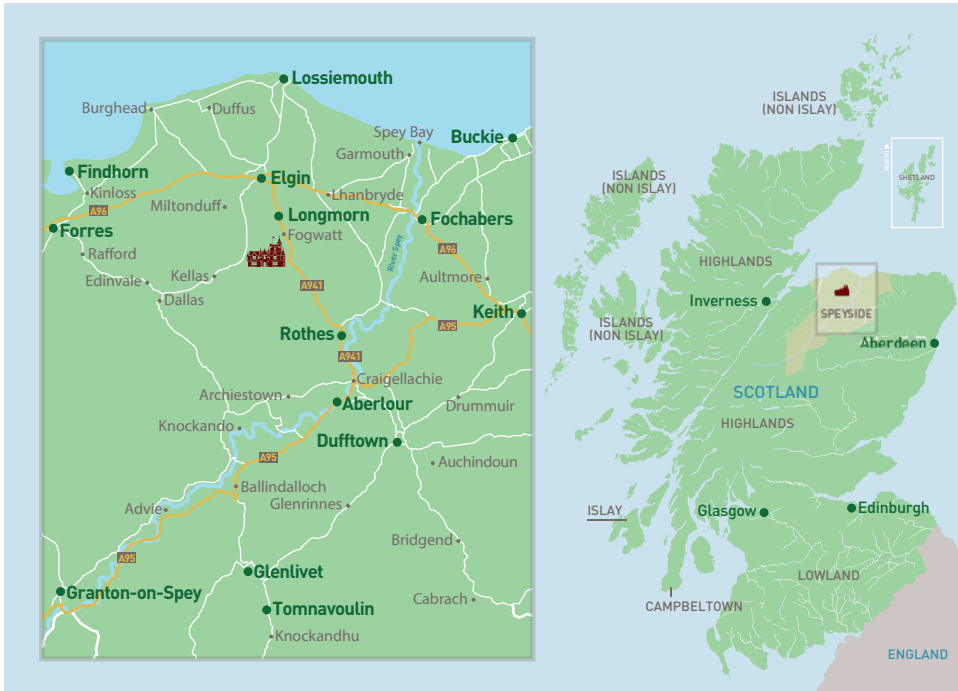 Lossiemouth
Burghead
Duffus
Spey Bay
Buckie
Garmouth
Findhorn
Elgin
Kinloss
Lhanbryde
Miltonduff
A96
Longmorn
Fochabers
Forres
Fogwatt
River Spey
A96
Rafford
Kellas
Aultmore
Edinvale
A941
Dallas
Keith
A95
Rothes
A941
Craigellachie
Archiestown
Aberlour
Drummuir
Knockando
Dufftown
A95
Auchindoun
Ballindalloch
Glenrinnes
Advie
Bridgend
A95
Glenlivet
Granton-on-Spey
Cabrach
Tomnavoulin
Knockandhu
ISLANDS
(NON ISLAY)
ISLANDS
(NON ISLAY)
SHETLAND
HIGHLANDS
Inverness
SPEYSIDE
ISLANDS
(NON ISLAY)
Aberdeen
SCOTLAND
HIGHLANDS
ISLAY
Glasgow
Edinburgh
LOWLAND
CAMPBELTOWN
ENGLAND